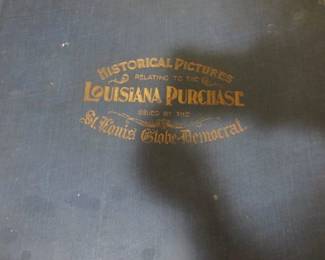 HISTORICAL PICTURES
RELATING TO THE
LOUISIANA PURCHASE
ISSUED BY THE
St. Louis Globe-Democrat.